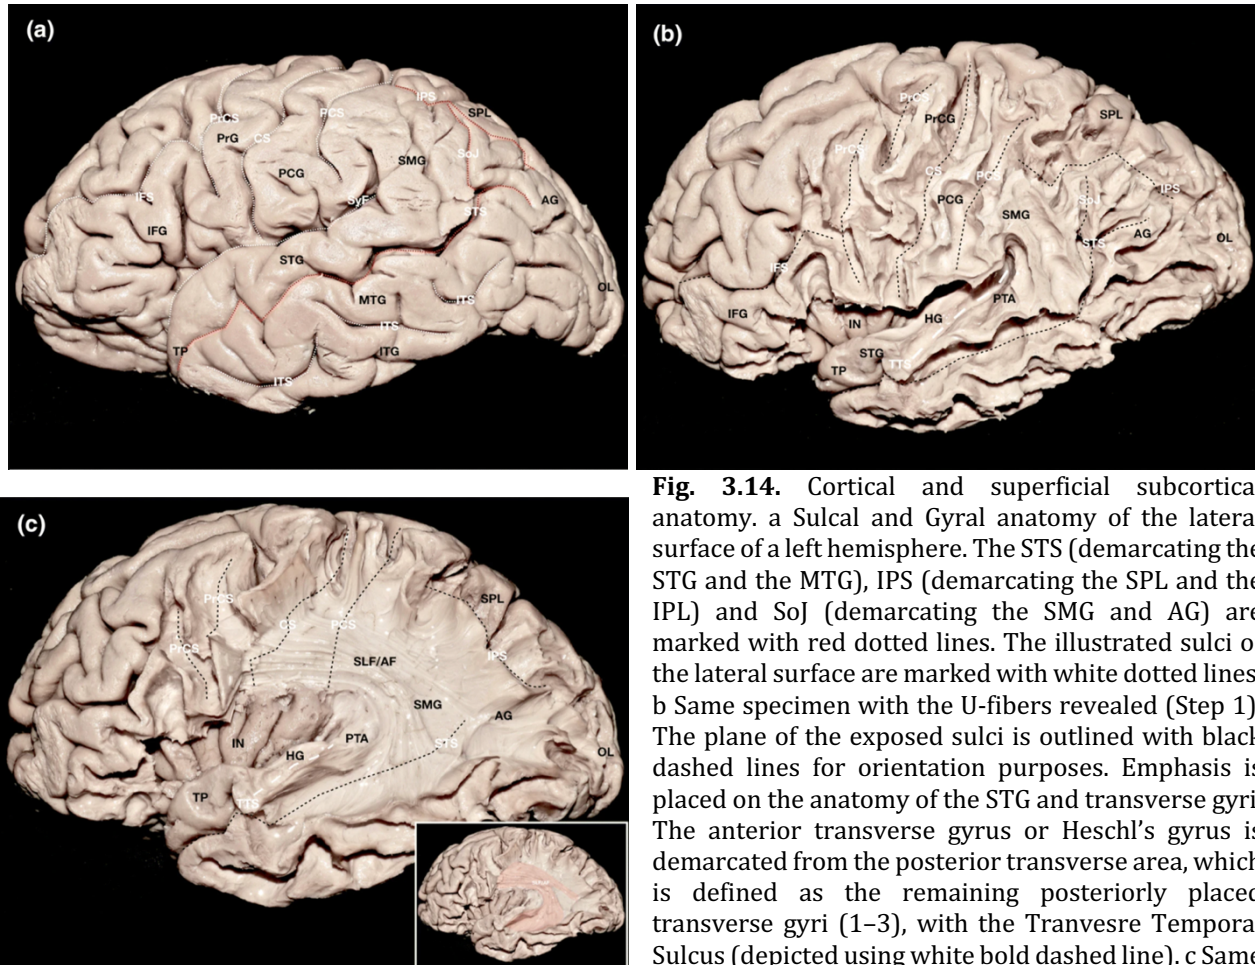 (a)
IPS
SPL
PrCS
PCS
PrG
CS
SoJ
SMG
PCG
IFS
SyF
AG
STS
IFG
STG
OL
MTG
ITS
ITS
TP
ITG
ITS
(b)
PrCS
SPL
PrCG
PrCS
CS
PCS
IPS
PCG
SoJ
SMG
AG
STS
OL
IFS
PTA
IFG
HG
IN
STG
TTS
TP
(c)
PrCS
SPL
CS
PCS
PrCS
IPS
SLF/AF
SMG
AG
IN
PTA
STS
OL
HG
TP
TTS
Fig. 3.14. Cortical and superficial subcortica
anatomy. a Sulcal and Gyral anatomy of the latera
surface of a left hemisphere. The STS (demarcating the
STG and the MTG), IPS (demarcating the SPL and the
IPL) and SoJ (demarcating the SMG and AG) are
marked with red dotted lines. The illustrated sulci o
the lateral surface are marked with white dotted lines
b Same specimen with the U-fibers revealed (Step 1)
The plane of the exposed sulci is outlined with black
dashed lines for orientation purposes. Emphasis is
placed on the anatomy of the STG and transverse gyri
The anterior transverse gyrus or Heschl's gyrus is
demarcated from the posterior transverse area, which
is defined as the remaining posteriorly placed
transverse gyri (1–3), with the Tranvesre Tempora
Sulcus (depicted using white bold dashed line). c Same